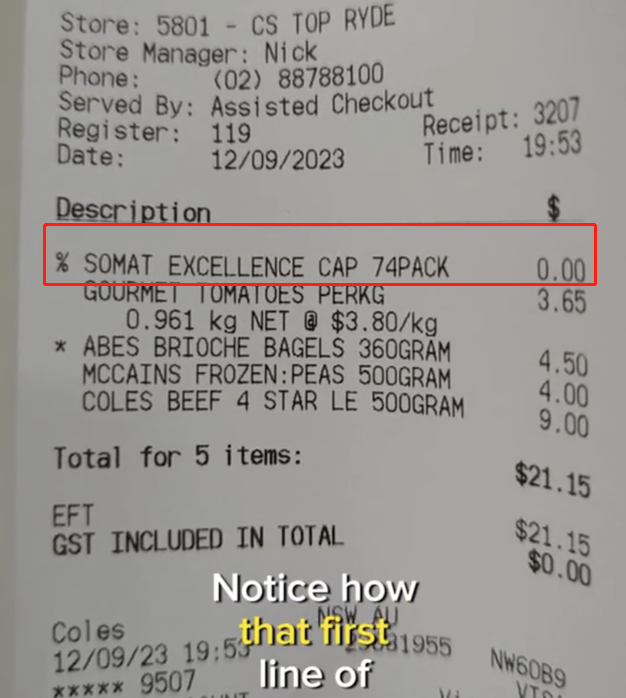 Store: 5801 - CS TOP RYDE
Store Manager: Nick
Phone: (02) 88788100
Served By: Assisted Checkout
Register: 119 Receipt: 3207
Date: 12/09/2023 Time: 19:53
Description $
% SOMAT EXCELLENCE CAP 74PACK 0.00
GOURMET TOMATOES PERKG 3.65
0.961 kg NET @ $3.80/kg
* ABES BRIOCHE BAGELS 360GRAM 4.50
MCCAINS FROZEN:PEAS 500GRAM 4.00
COLES BEEF 4 STAR LE 500GRAM 9.00
Total for 5 items: $21.15
EFT $21.15
GST INCLUDED IN TOTAL $0.00
Notice how
that first
line of
Coles NSW AU
12/09/23 19:53 NW60B9
***** 9507